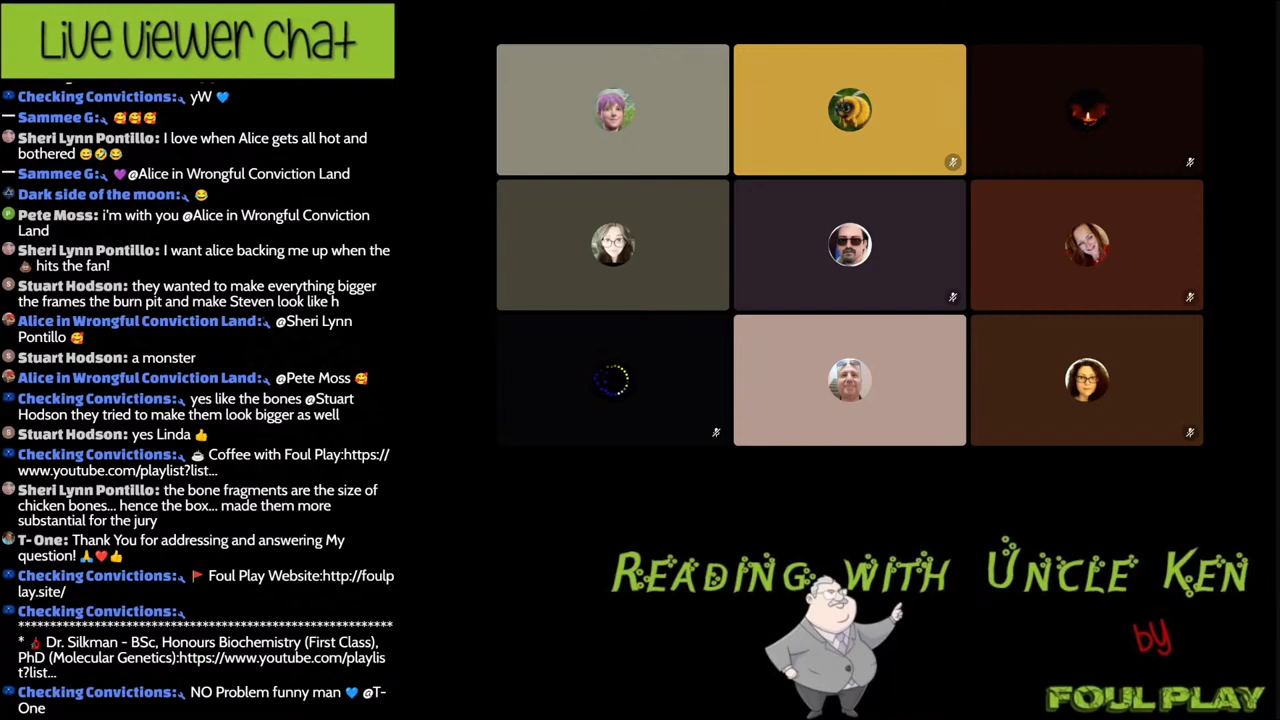 Live Viewer Chat
Checking Convictions: yW 💙
Sammee G: 🥰🥰🥰
Sheri Lynn Pontillo: I love when Alice gets all hot and
bothered 😅🤣😂
Sammee G: 💜@Alice in Wrongful Conviction Land
Dark side of the moon: 😂
Pete Moss: i'm with you @Alice in Wrongful Conviction
Land
Sheri Lynn Pontillo: I want alice backing me up when the
💩 hits the fan!
Stuart Hodson: they wanted to make everything bigger
the frames the burn pit and make Steven look like h
Alice in Wrongful Conviction Land: @Sheri Lynn
Pontillo 🥰
Stuart Hodson: a monster
Alice in Wrongful Conviction Land: @Pete Moss 🥰
Checking Convictions: yes like the bones @Stuart
Hodson they tried to make them look bigger as well
Stuart Hodson: yes Linda 👍
Checking Convictions: ☕ Coffee with Foul Play:https://
www.youtube.com/playlist?list...
Sheri Lynn Pontillo: the bone fragments are the size of
chicken bones... hence the box... made them more
substantial for the jury
T- One: Thank You for addressing and answering My
question! 🙏❤️👍
Checking Convictions: 🚩 Foul Play Website:http://foulp
lay.site/
Checking Convictions:
******************************************************************
* 🩸 Dr. Silkman - BSc, Honours Biochemistry (First Class),
PhD (Molecular Genetics):https://www.youtube.com/playlis
t?list...
Checking Convictions: NO Problem funny man 💙 @T-
One
Reading with Uncle Ken
by
FOUL PLAY